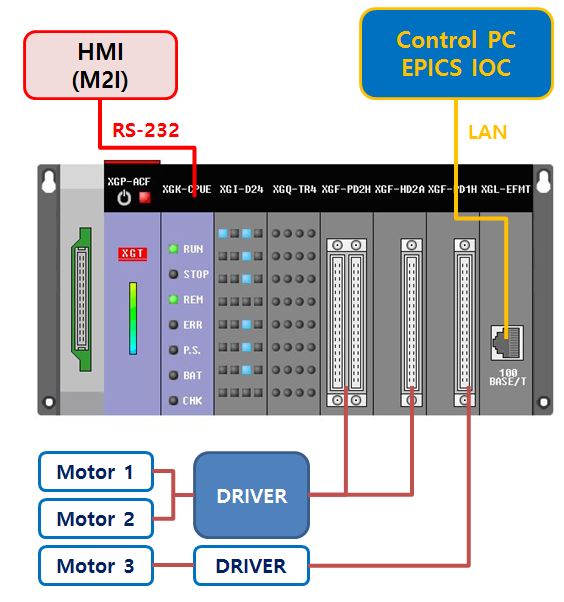 HMI
(M2I)
Control PC
EPICS IOC
RS-232
LAN
XGP-ACF
XGK-CPUE
XGI-D24
XGQ-TR4
XGF-PD2H
XGF-HD2A
XGF-PD1H
XGL-EFMT
XGT
RUN
STOP
REM
ERR
P.S.
BAT
CHK
100
BASE/T
Motor 1
Motor 2
DRIVER
Motor 3
DRIVER